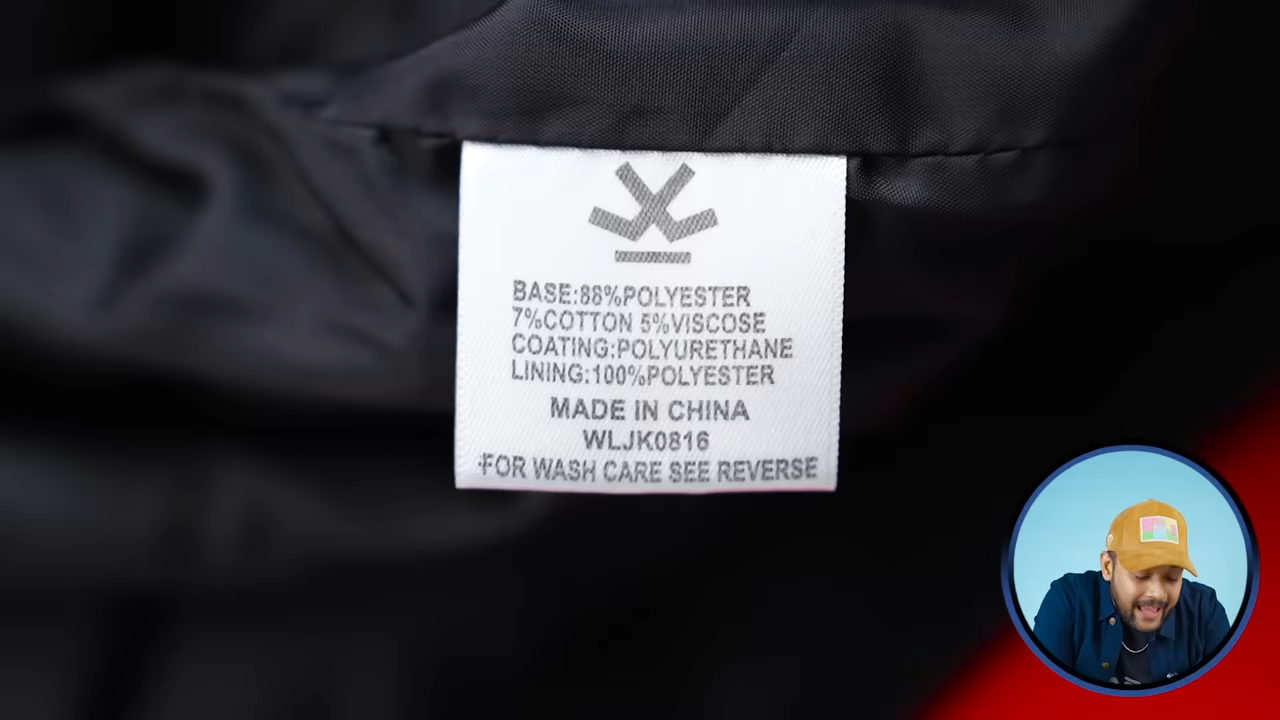 BASE:88%POLYESTER
7%COTTON 5%VISCOSE
COATING:POLYURETHANE
LINING:100%POLYESTER
MADE IN CHINA
WLJK0816
FOR WASH CARE SEE REVERSE